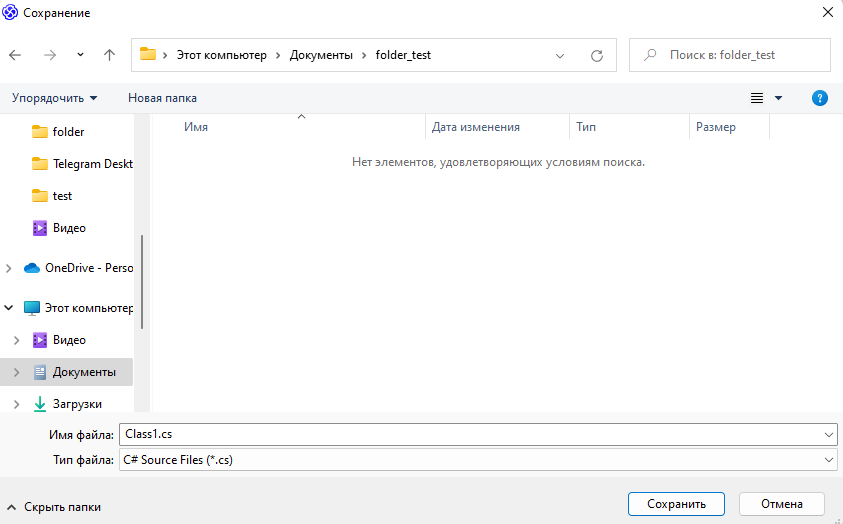 Сохранение
Этот компьютер > Документы > folder_test
Поиск в: folder_test
Упорядочить
Новая папка
?
Имя
Дата изменения
Тип
Размер
Нет элементов, удовлетворяющих условиям поиска.
folder
Telegram Deskt
test
Видео
OneDrive - Perso
Этот компьютер
Видео
Документы
Загрузки
Имя файла: Class1.cs
Тип файла: C# Source Files (*.cs)
Скрыть папки
Сохранить
Отмена